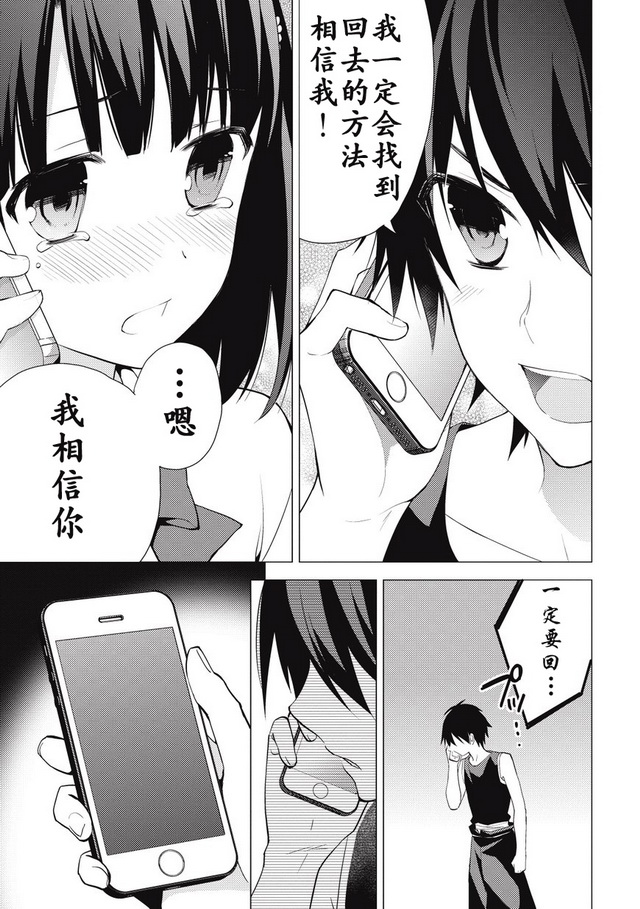 我一定会找到
回去的方法
相信我！
…嗯
我相信你
一定要回…
プッ…